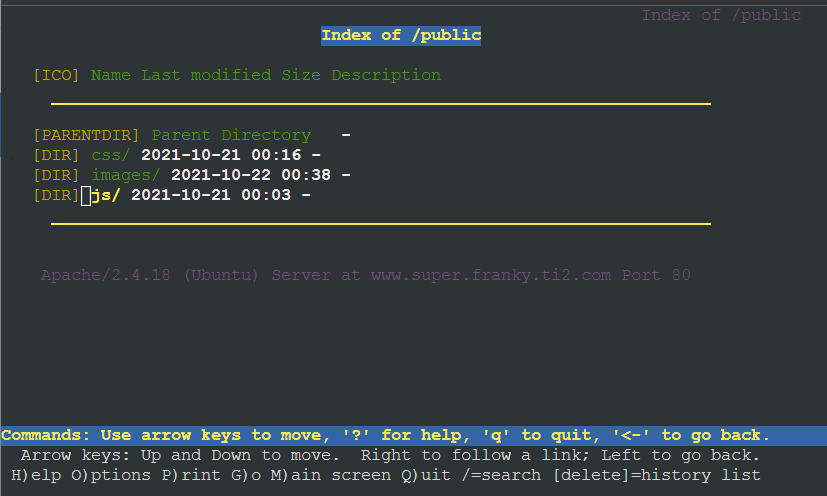 Index of /public
Index of /public
[ICO] Name Last modified Size Description
[PARENTDIR] Parent Directory -
[DIR] css/ 2021-10-21 00:16 -
[DIR] images/ 2021-10-22 00:38 -
[DIR] js/ 2021-10-21 00:03 -
Apache/2.4.18 (Ubuntu) Server at www.super.franky.ti2.com Port 80
Commands: Use arrow keys to move, '?' for help, 'q' to quit, '<-' to go back.
Arrow keys: Up and Down to move. Right to follow a link; Left to go back.
H)elp O)ptions P)rint G)o M)ain screen Q)uit /=search [delete]=history list